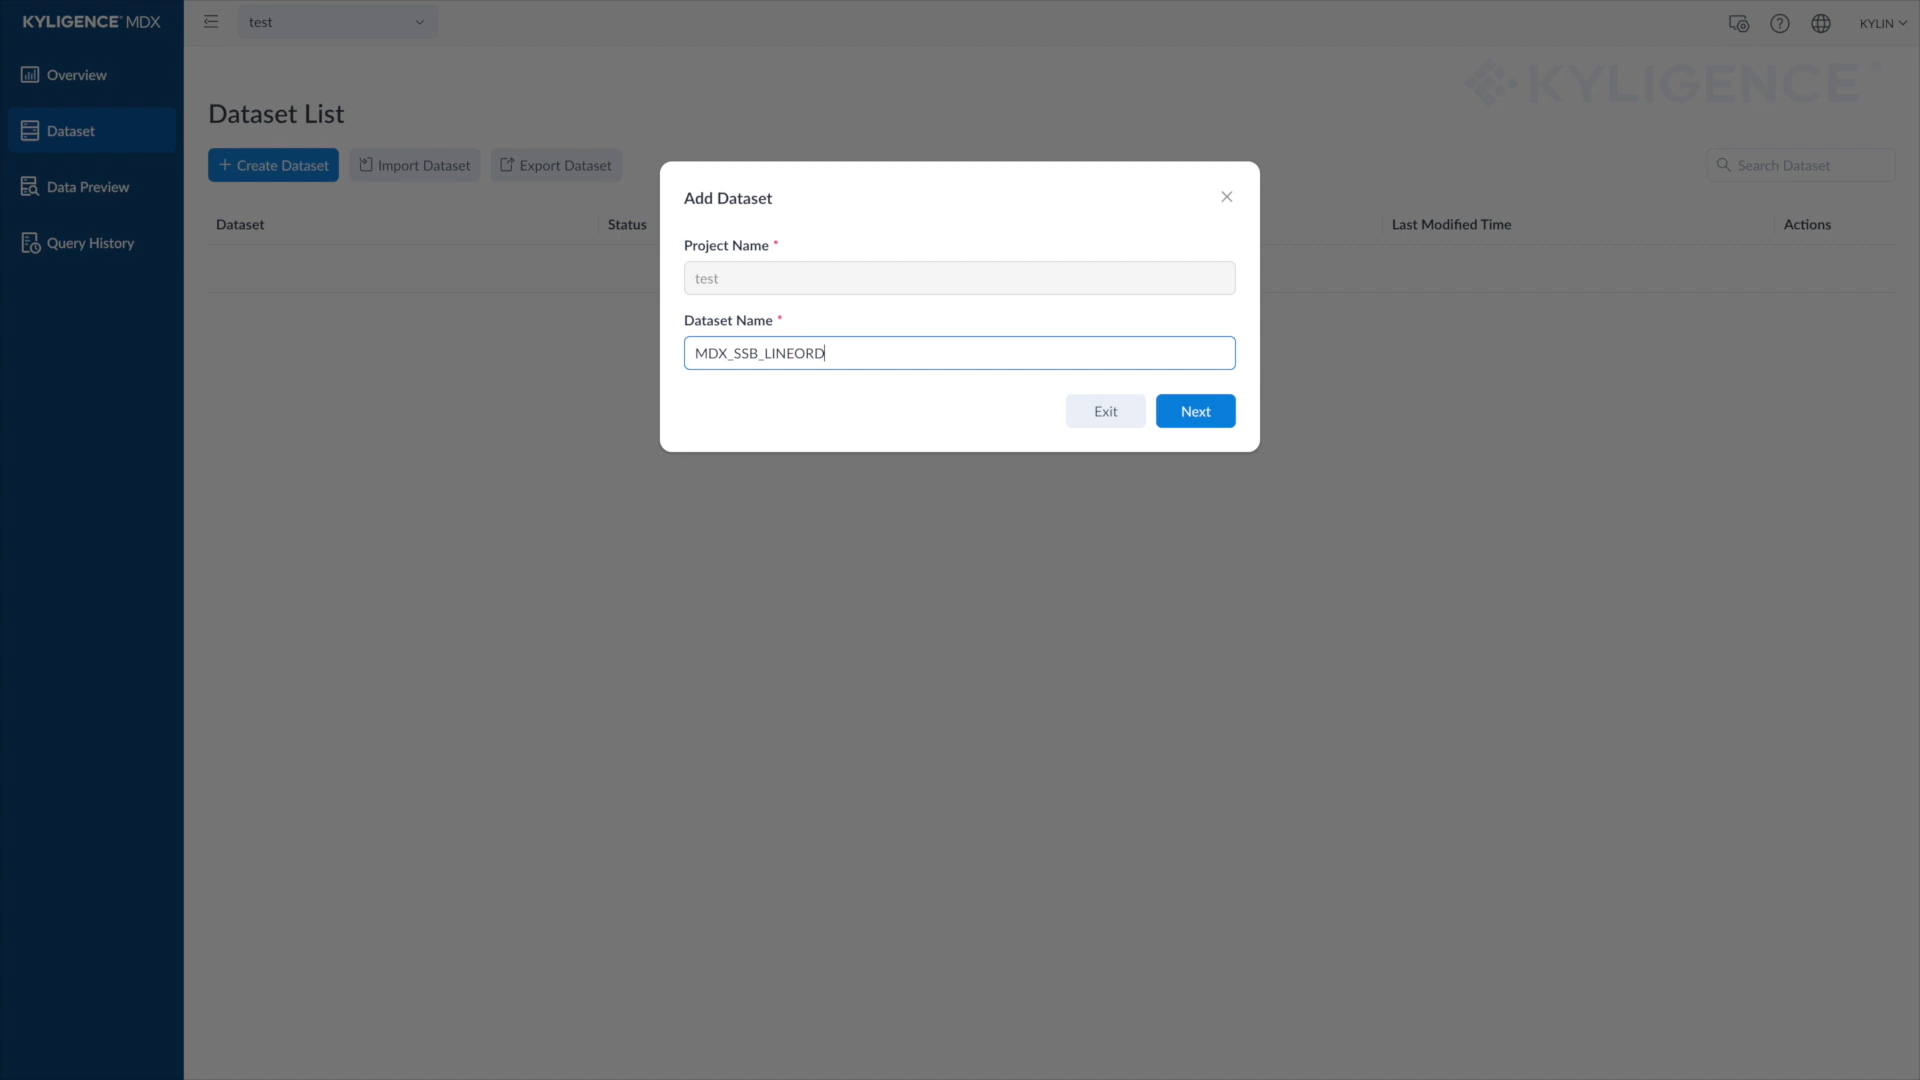 KYLIGENCE® MDX
test
KYLIN
Overview
Dataset
Data Preview
Query History
KYLIGENCE
Dataset List
+ Create Dataset
Import Dataset
Export Dataset
Search Dataset
Dataset
Status
Last Modified Time
Actions
Add Dataset
Project Name *
test
Dataset Name *
MDX_SSB_LINEORD
Exit
Next